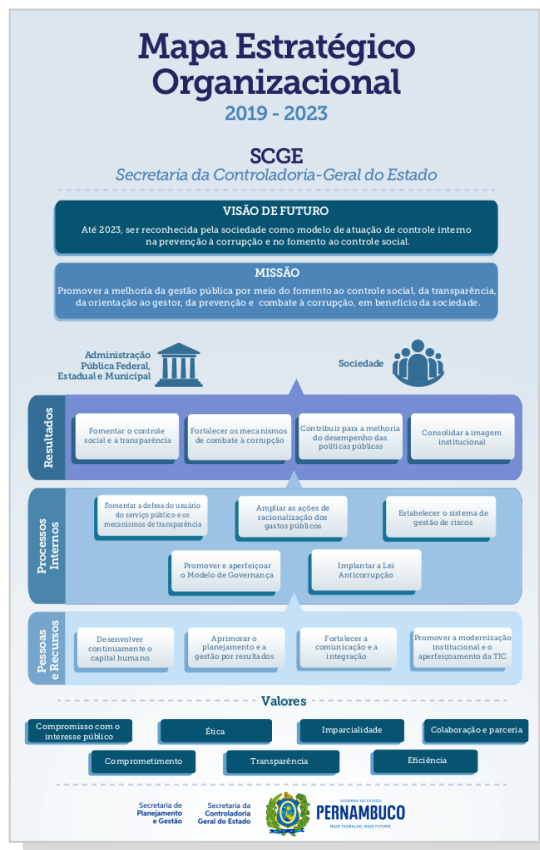 Mapa Estratégico
Organizacional
2019 - 2023
SCGE
Secretaria da Controladoria-Geral do Estado
VISÃO DE FUTURO
Até 2023, ser reconhecida pela sociedade como modelo de atuação de controle interno
na prevenção à corrupção e no fomento ao controle social.
MISSÃO
Promover a melhoria da gestão pública por meio do fomento ao controle social, da transparência,
da orientação ao gestor, da prevenção e combate à corrupção, em benefício da sociedade.
Administração
Pública Federal,
Estadual e Municipal
Sociedade
Resultados
Fomentar o controle
social e a transparência
Fortalecer os mecanismos
de combate à corrupção
Contribuir para a melhoria
do desempenho das
políticas públicas
Consolidar a imagem
institucional
Processos
Internos
Fomentar a defesa do usuário
do serviço público e os
mecanismos de transparência
Ampliar as ações de
racionalização dos
gastos públicos
Estabelecer o sistema de
gestão de riscos
Promover e aperfeiçoar
o Modelo de Governança
Implantar a Lei
Anticorrupção
Pessoas
e Recursos
Desenvolver
continuamente o
capital humano
Aprimorar o
planejamento e a
gestão por resultados
Fortalecer a
comunicação e a
integração
Promover a modernização
institucional e o
aperfeiçoamento da TIC
Valores
Compromisso com o
interesse público
Ética
Imparcialidade
Colaboração e parceria
Comprometimento
Transparência
Eficiência
Secretaria de
Planejamento
e Gestão
Secretaria da
Controladoria
Geral do Estado
GOVERNO DO ESTADO
PERNAMBUCO
MAIS TRABALHO, MAIS FUTURO.